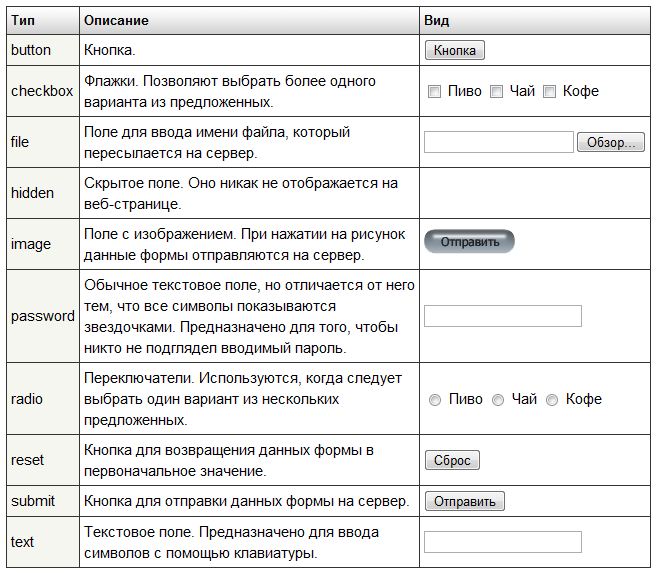 Тип Описание Вид
button Кнопка. Кнопка
checkbox Флажки. Позволяют выбрать более одного
варианта из предложенных. Пиво Чай Кофе
file Поле для ввода имени файла, который
пересылается на сервер. Обзор...
hidden Скрытое поле. Оно никак не отображается на
веб-странице.
image Поле с изображением. При нажатии на рисунок
данные формы отправляются на сервер. Отправить
password Обычное текстовое поле, но отличается от него
тем, что все символы показываются
звездочками. Предназначено для того, чтобы
никто не подглядел вводимый пароль.
radio Переключатели. Используются, когда следует
выбрать один вариант из нескольких
предложенных. Пиво Чай Кофе
reset Кнопка для возвращения данных формы в
первоначальное значение. Сброс
submit Кнопка для отправки данных формы на сервер. Отправить
text Текстовое поле. Предназначено для ввода
символов с помощью клавиатуры.